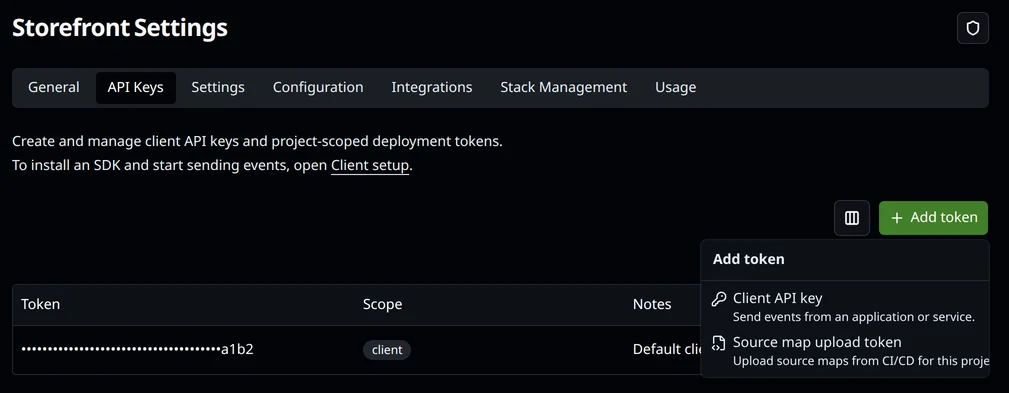 Storefront Settings
General API Keys Settings Configuration Integrations Stack Management Usage
Create and manage client API keys and project-scoped deployment tokens.
To install an SDK and start sending events, open Client setup.
+ Add token
Add token
Client API key
Send events from an application or service.
Source map upload token
Upload source maps from CI/CD for this proje
Token Scope Notes
••••••••••••••••••••••••••••••••••••••a1b2 client Default clie